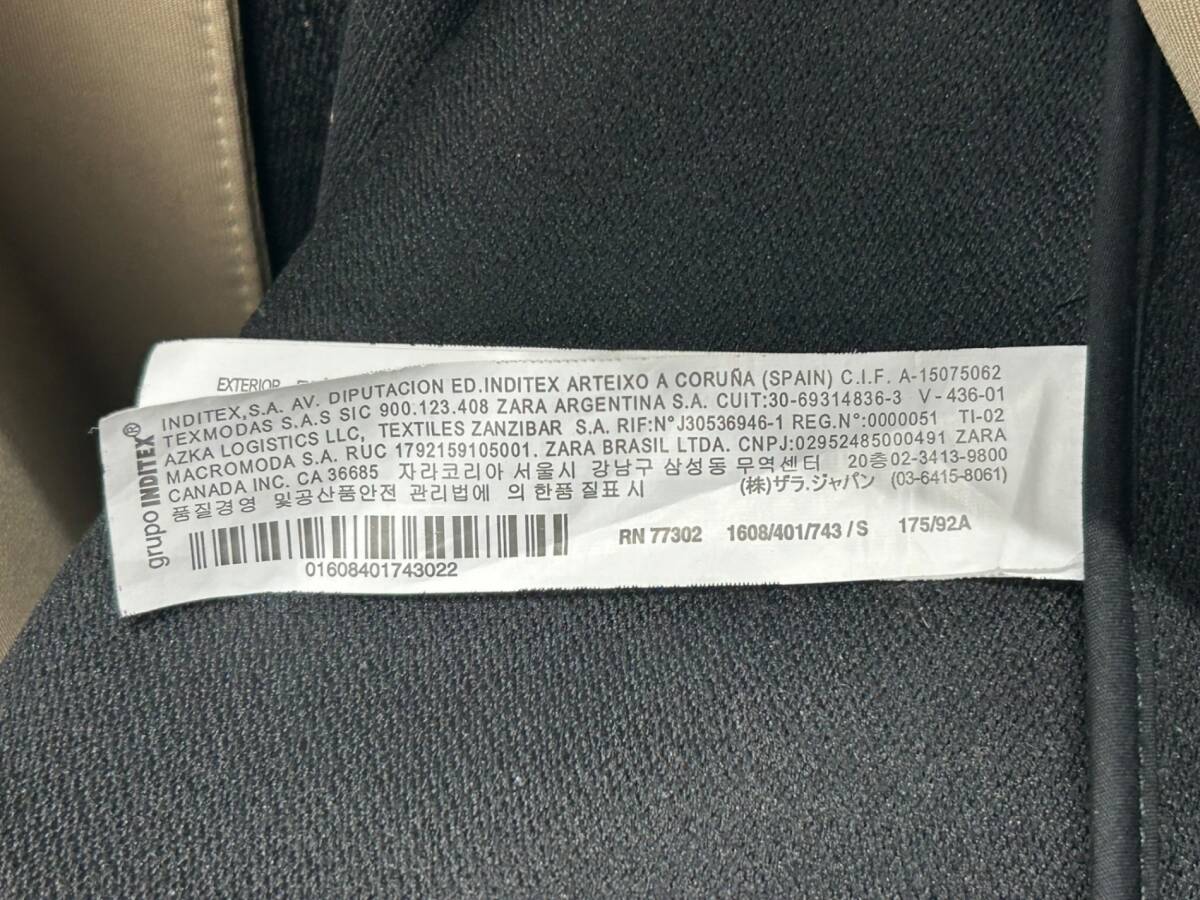 EXTERIOR
grupo INDITEX®
INDITEX,S.A. AV. DIPUTACION ED.INDITEX ARTEIXO A CORUÑA (SPAIN) C.I.F. A-15075062
TEXMODAS S.A.S SIC 900.123.408 ZARA ARGENTINA S.A. CUIT:30-69314836-3 V-436-01
AZKA LOGISTICS LLC, TEXTILES ZANZIBAR S.A. RIF:N°J30536946-1 REG.N°:0000051 TI-02
MACROMODA S.A. RUC 1792159105001. ZARA BRASIL LTDA. CNPJ:02952485000491 ZARA
CANADA INC. CA 36685 자라코리아 서울시 강남구 삼성동 무역센터 20층 02-3413-9800
품질경영 및공산품안전 관리법에 의한품질표시 (株)ザラ.ジャパン (03-6415-8061)
RN 77302 1608/401/743 / S 175/92A
01608401743022